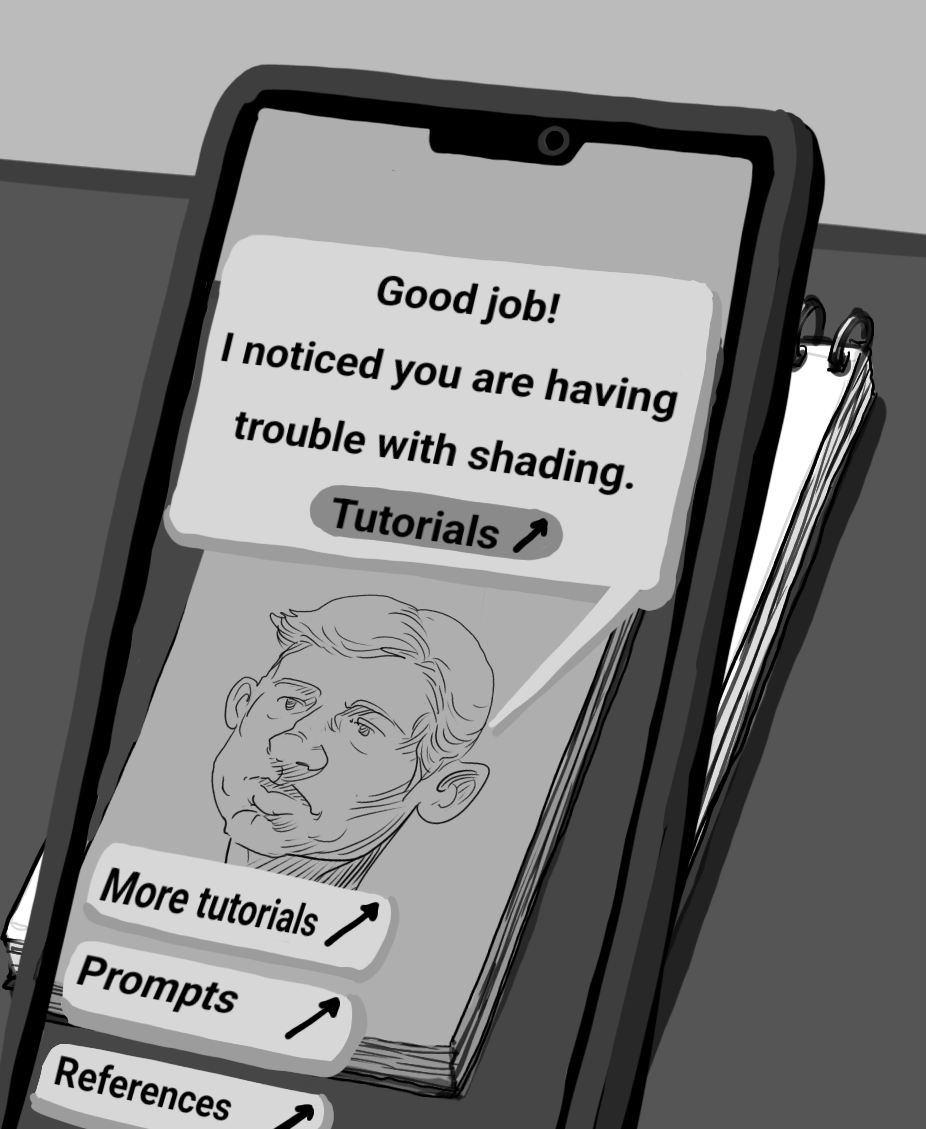 Good job!
I noticed you are having
trouble with shading.
Tutorials
More tutorials
Prompts
References